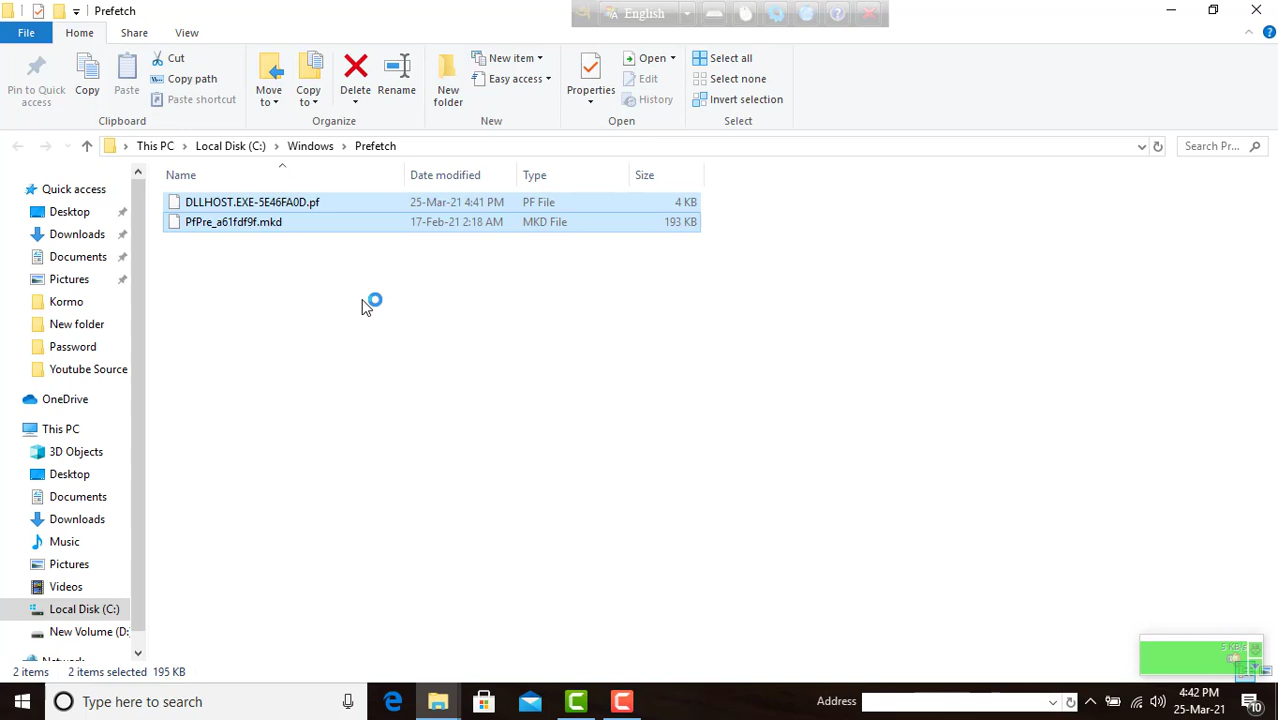 Prefetch
English
File Home Share View
Pin to Quick access
Copy
Paste
Cut
Copy path
Paste shortcut
Clipboard
Move to
Copy to
Delete
Rename
Organize
New folder
New item
Easy access
New
Properties
Open
Edit
History
Open
Select all
Select none
Invert selection
Select
This PC Local Disk (C:) Windows Prefetch
Search Pr...
Name Date modified Type Size
DLLHOST.EXE-5E46FA0D.pf 25-Mar-21 4:41 PM PF File 4 KB
PfPre_a61fdf9f.mkd 17-Feb-21 2:18 AM MKD File 193 KB
Quick access
Desktop
Downloads
Documents
Pictures
Kormo
New folder
Password
Youtube Source
OneDrive
This PC
3D Objects
Desktop
Documents
Downloads
Music
Pictures
Videos
Local Disk (C:)
New Volume (D:
2 items 2 items selected 195 KB
Type here to search
Address
4:42 PM
25-Mar-21
10